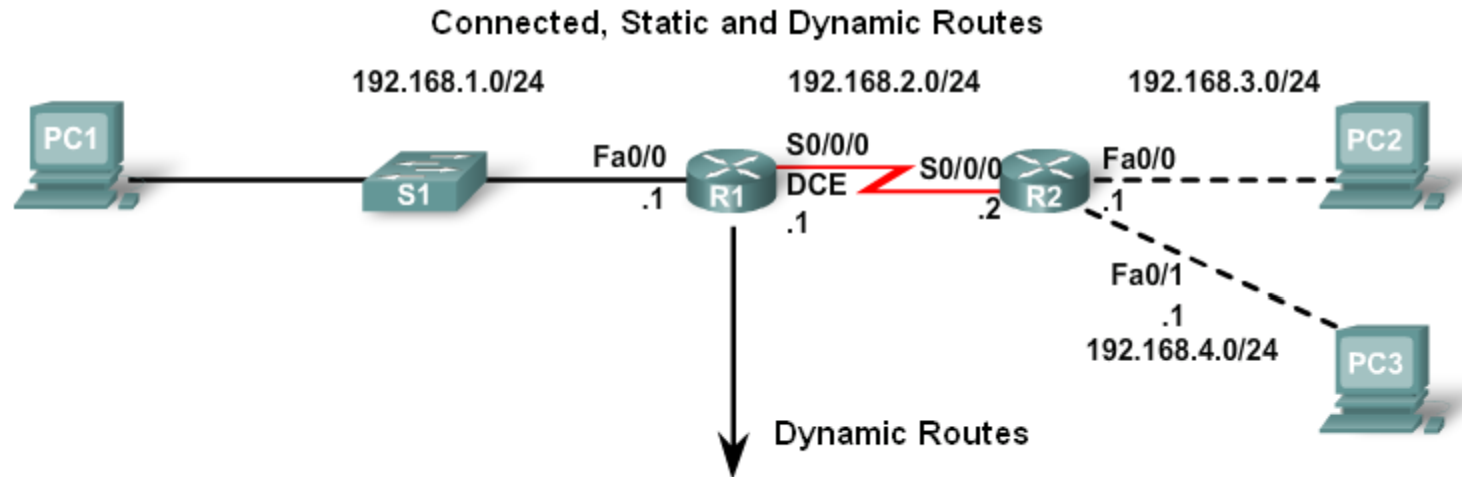 Connected, Static and Dynamic Routes
192.168.1.0/24
192.168.2.0/24
192.168.3.0/24
PC1
S1
Fa0/0
.1
R1
S0/0/0
DCE
.1
S0/0/0
.2
R2
Fa0/0
.1
PC2
Fa0/1
.1
192.168.4.0/24
PC3
Dynamic Routes